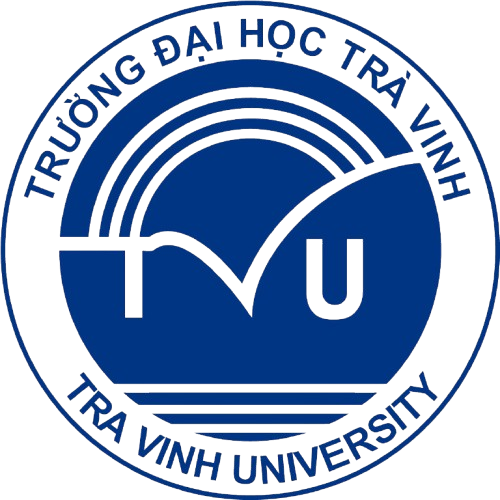 TRƯỜNG ĐẠI HỌC TRÀ VINH
TVU
TRA VINH UNIVERSITY